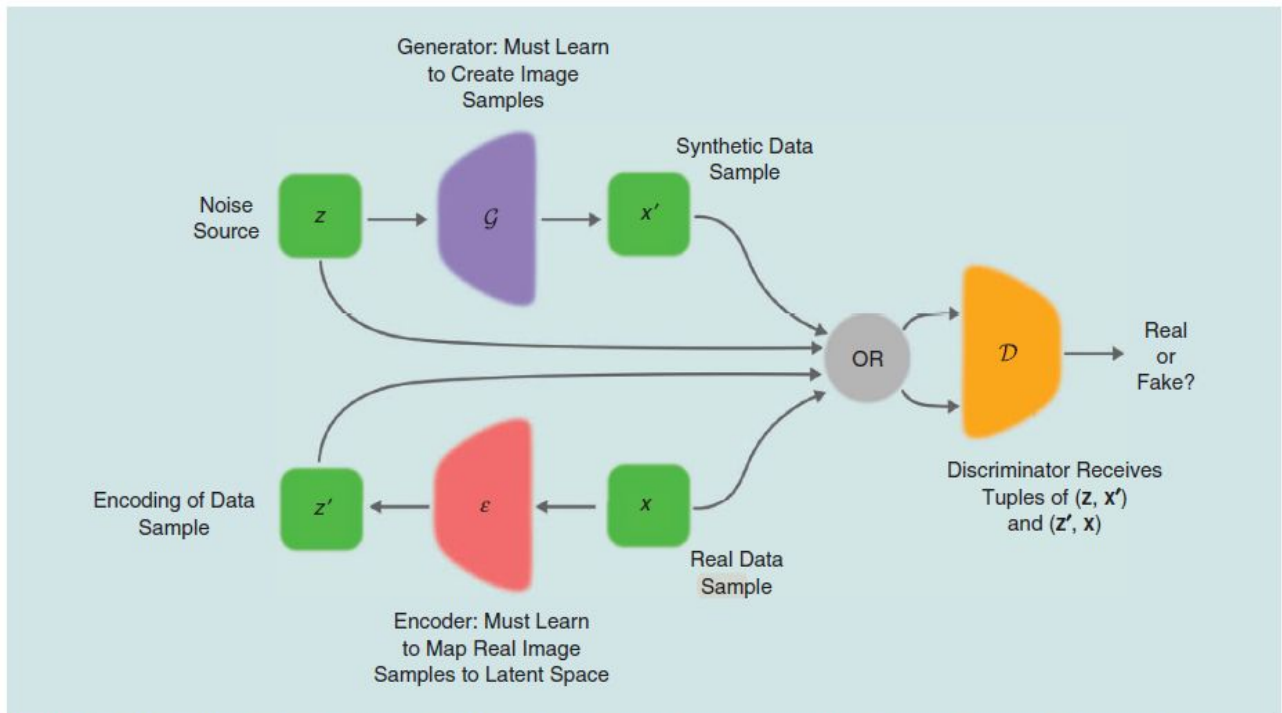 Generator: Must Learn
to Create Image
Samples
Synthetic Data
Sample
Noise
Source
z
𝒢
x′
OR
𝒟
Real
or
Fake?
Encoding of Data
Sample
z′
ε
x
Discriminator Receives
Tuples of (z, x′)
and (z′, x)
Real Data
Sample
Encoder: Must Learn
to Map Real Image
Samples to Latent Space